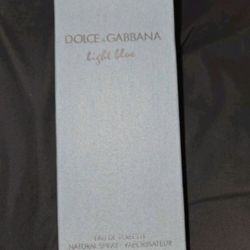 DOLCE & GABBANA
light blue
EAU DE TOILETTE
NATURAL SPRAY - VAPORISATEUR